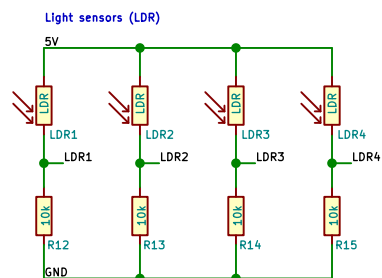 Light sensors (LDR)
5V
LDR LDR LDR LDR
LDR1 LDR2 LDR3 LDR4
LDR1 LDR2 LDR3 LDR4
10k 10k 10k 10k
R12 R13 R14 R15
GND